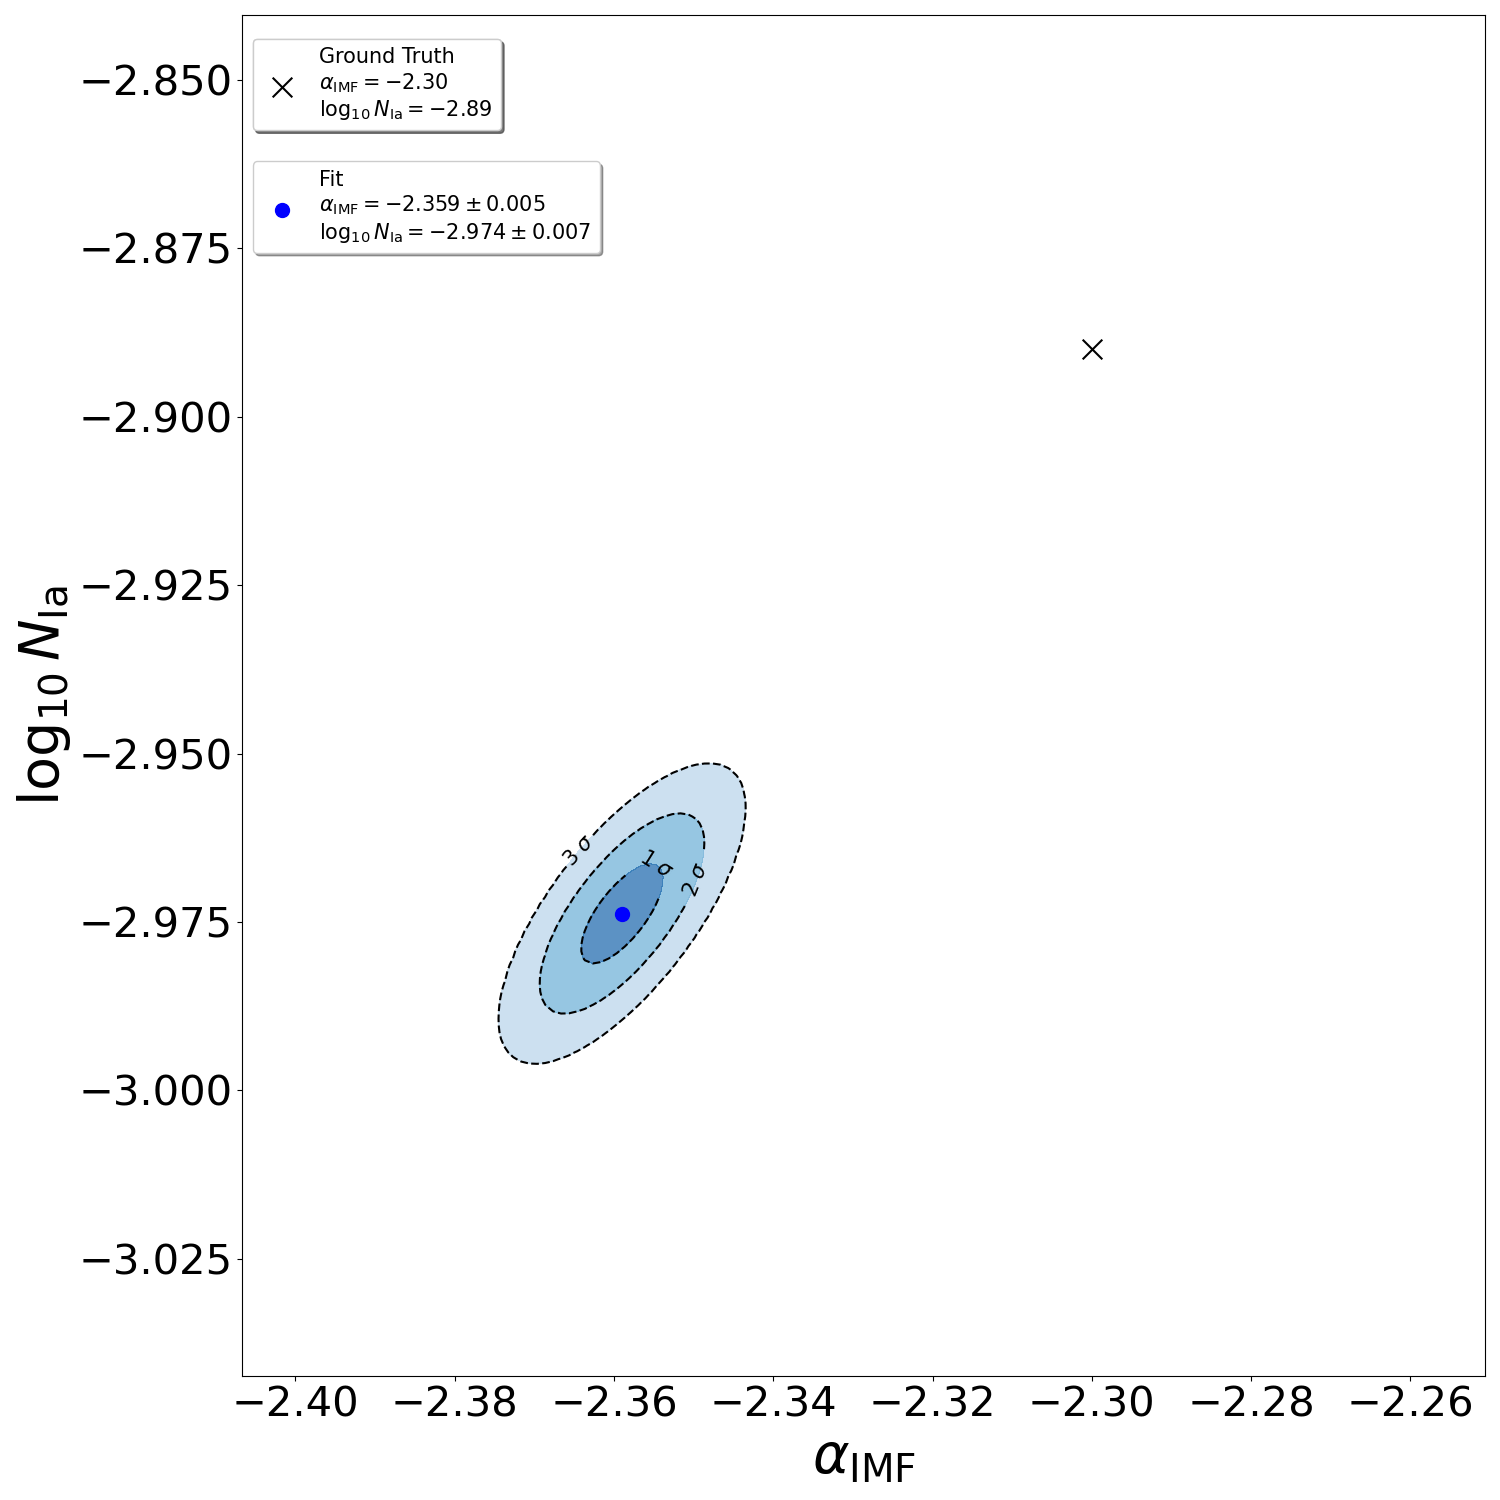 Ground Truth
α_IMF = −2.30
log₁₀ N_Ia = −2.89
Fit
α_IMF = −2.359 ± 0.005
log₁₀ N_Ia = −2.974 ± 0.007
−2.850
−2.875
−2.900
−2.925
−2.950
−2.975
−3.000
−3.025
log₁₀ N_Ia
3 σ
1 σ
2 σ
−2.40 −2.38 −2.36 −2.34 −2.32 −2.30 −2.28 −2.26
α_IMF